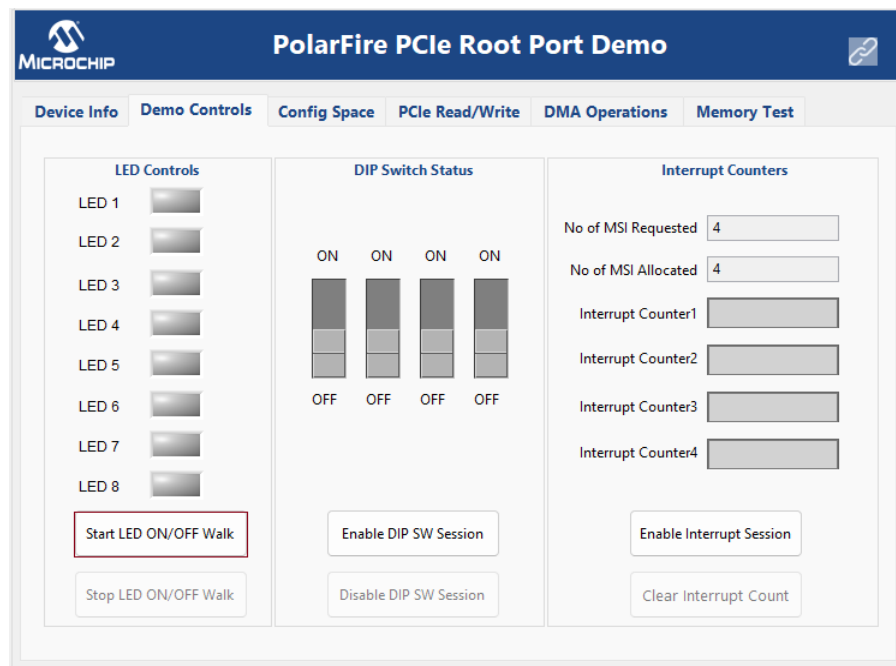 MICROCHIP
PolarFire PCIe Root Port Demo
Device Info Demo Controls Config Space PCIe Read/Write DMA Operations Memory Test
LED Controls
LED 1
LED 2
LED 3
LED 4
LED 5
LED 6
LED 7
LED 8
Start LED ON/OFF Walk
Stop LED ON/OFF Walk
DIP Switch Status
ON ON ON ON
OFF OFF OFF OFF
Enable DIP SW Session
Disable DIP SW Session
Interrupt Counters
No of MSI Requested 4
No of MSI Allocated 4
Interrupt Counter1
Interrupt Counter2
Interrupt Counter3
Interrupt Counter4
Enable Interrupt Session
Clear Interrupt Count